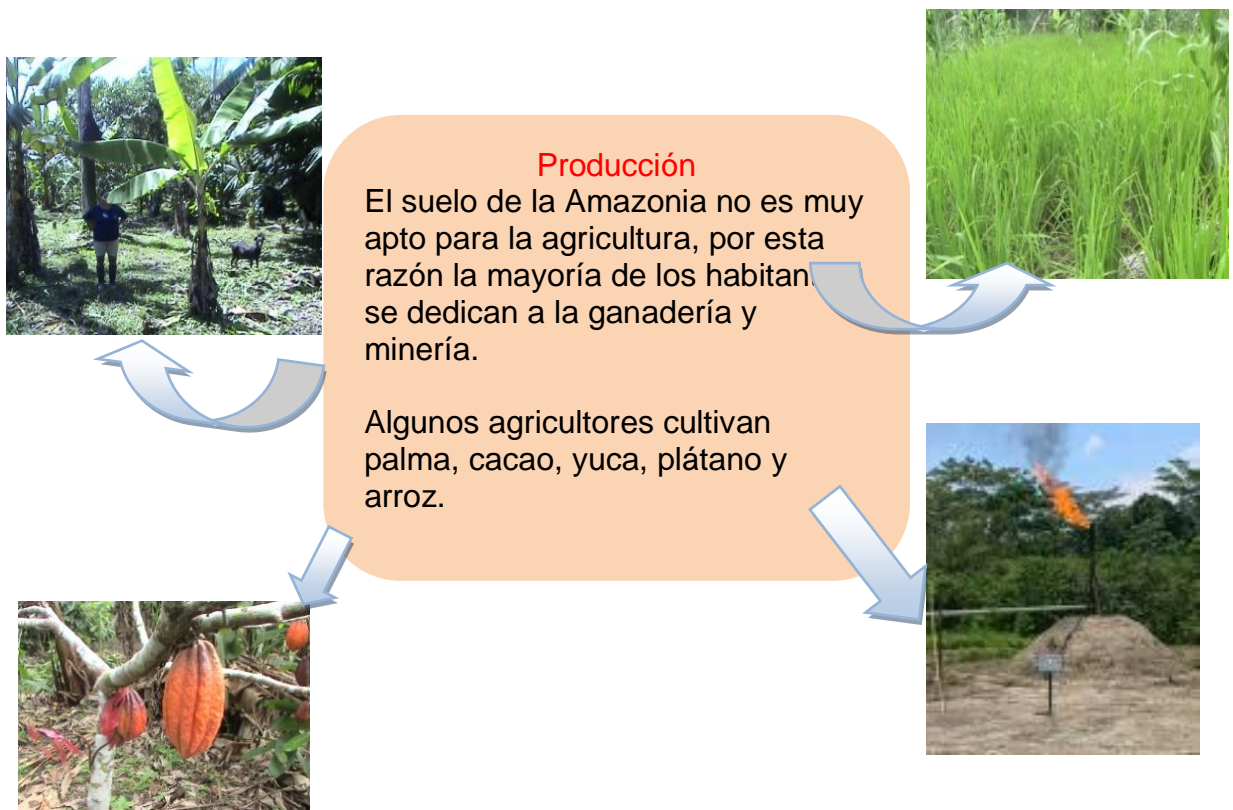 Producción
El suelo de la Amazonia no es muy
apto para la agricultura, por esta
razón la mayoría de los habitan
se dedican a la ganadería y
minería.
Algunos agricultores cultivan
palma, cacao, yuca, plátano y
arroz.